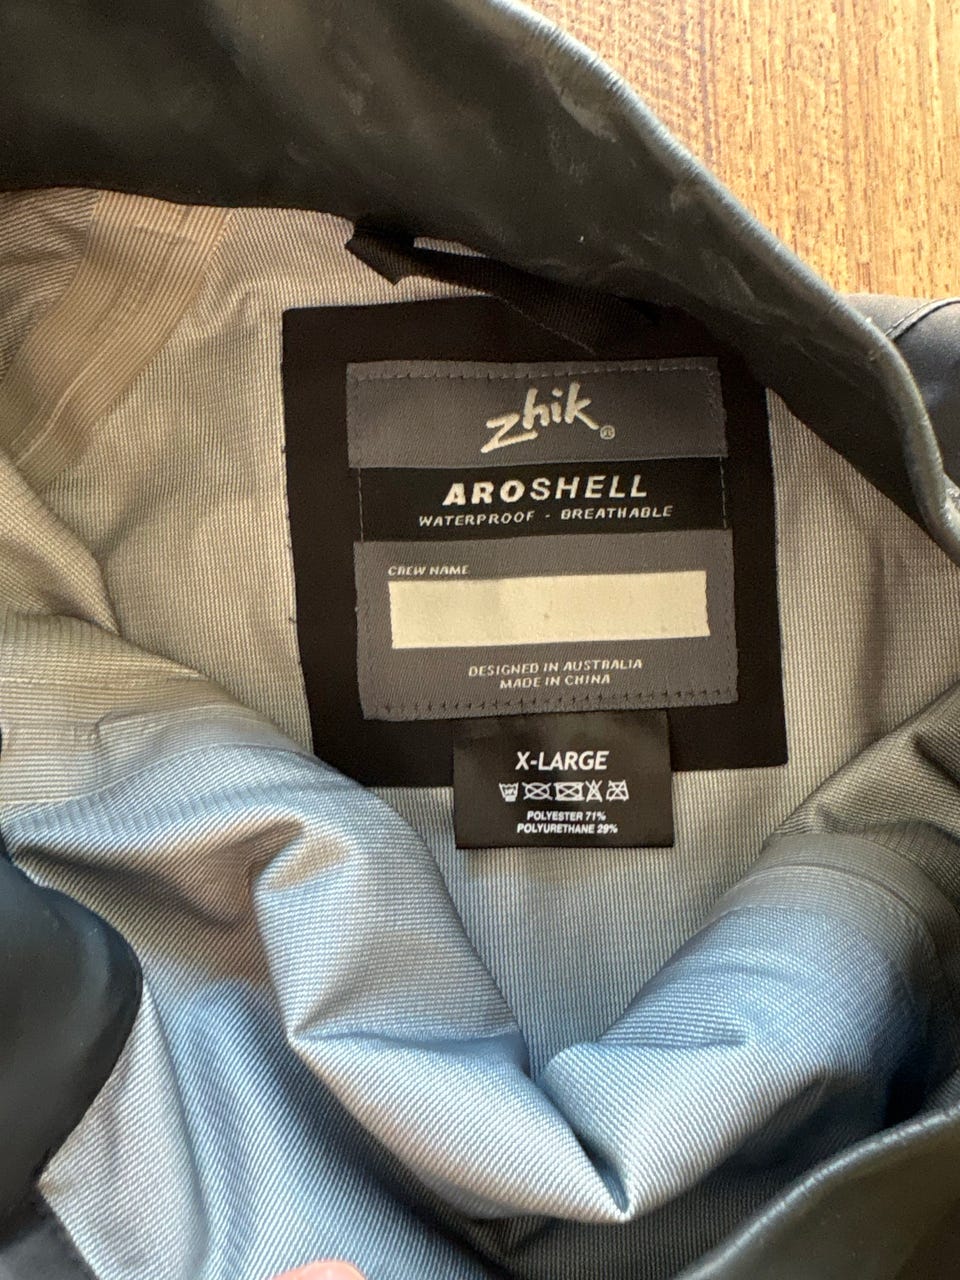 zhik®
AROSHELL
WATERPROOF - BREATHABLE
CREW NAME
DESIGNED IN AUSTRALIA
MADE IN CHINA
X-LARGE
POLYESTER 71%
POLYURETHANE 29%